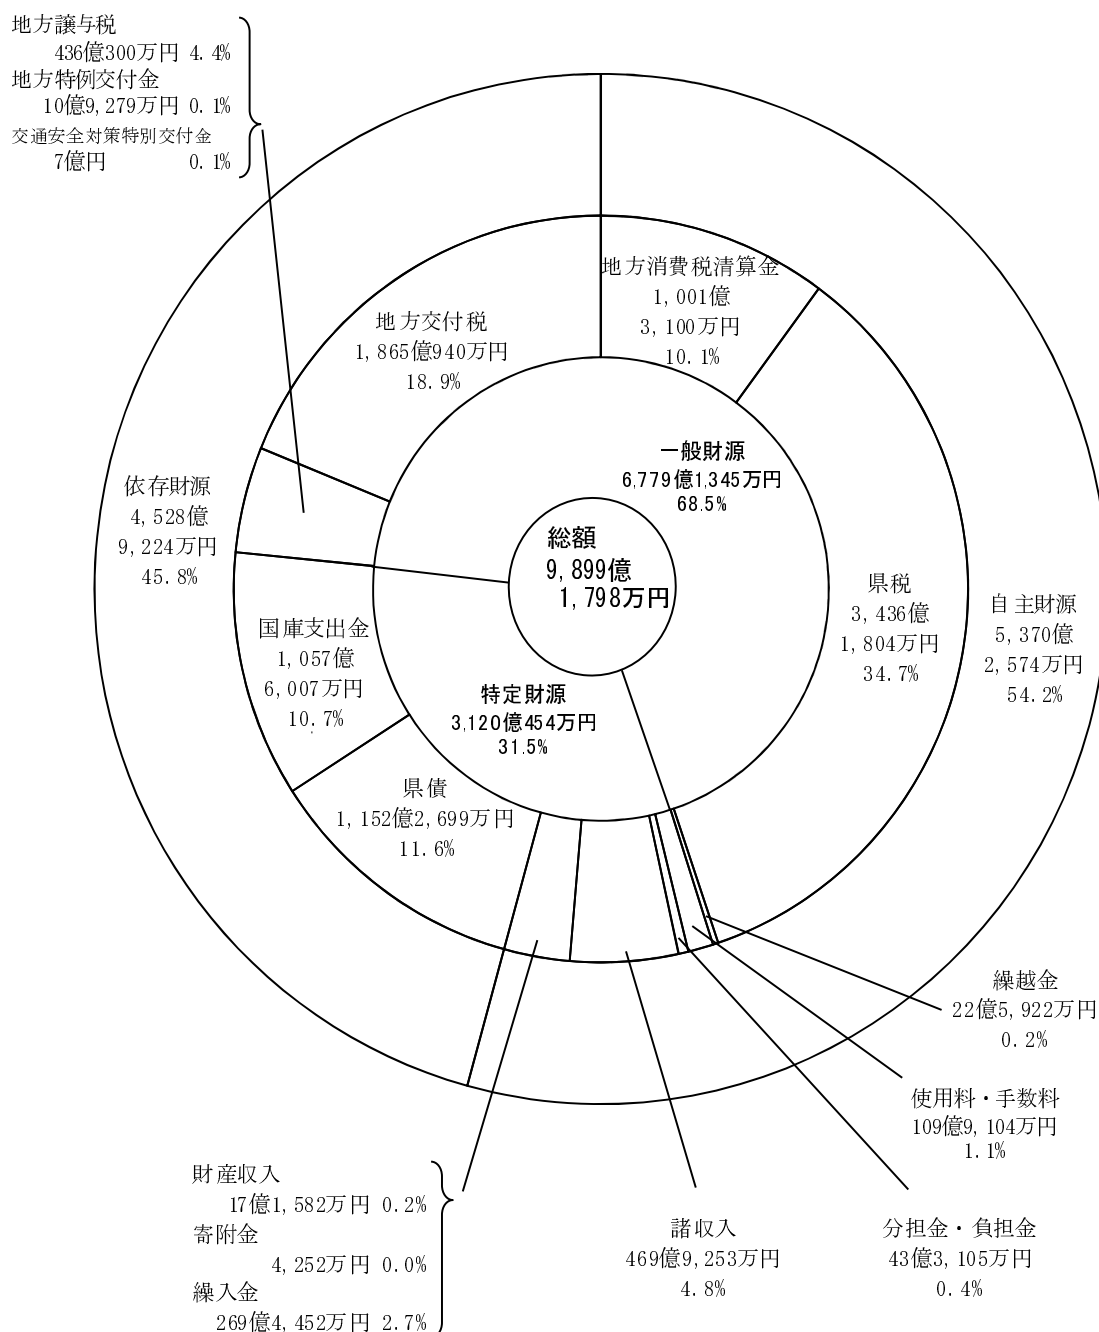 地方譲与税
436億300万円 4.4%
地方特例交付金
10億9,279万円 0.1%
交通安全対策特別交付金
7億円 0.1%
地方消費税清算金
1,001億
3,100万円
10.1%
地方交付税
1,865億940万円
18.9%
一般財源
6,779億1,345万円
68.5%
依存財源
4,528億
9,224万円
45.8%
総額
9,899億
1,798万円
県税
3,436億
1,804万円
34.7%
自主財源
5,370億
2,574万円
54.2%
国庫支出金
1,057億
6,007万円
10.7%
特定財源
3,120億454万円
31.5%
県債
1,152億2,699万円
11.6%
繰越金
22億5,922万円
0.2%
使用料・手数料
109億9,104万円
1.1%
財産収入
17億1,582万円 0.2%
寄附金
4,252万円 0.0%
繰入金
269億4,452万円 2.7%
諸収入
469億9,253万円
4.8%
分担金・負担金
43億3,105万円
0.4%